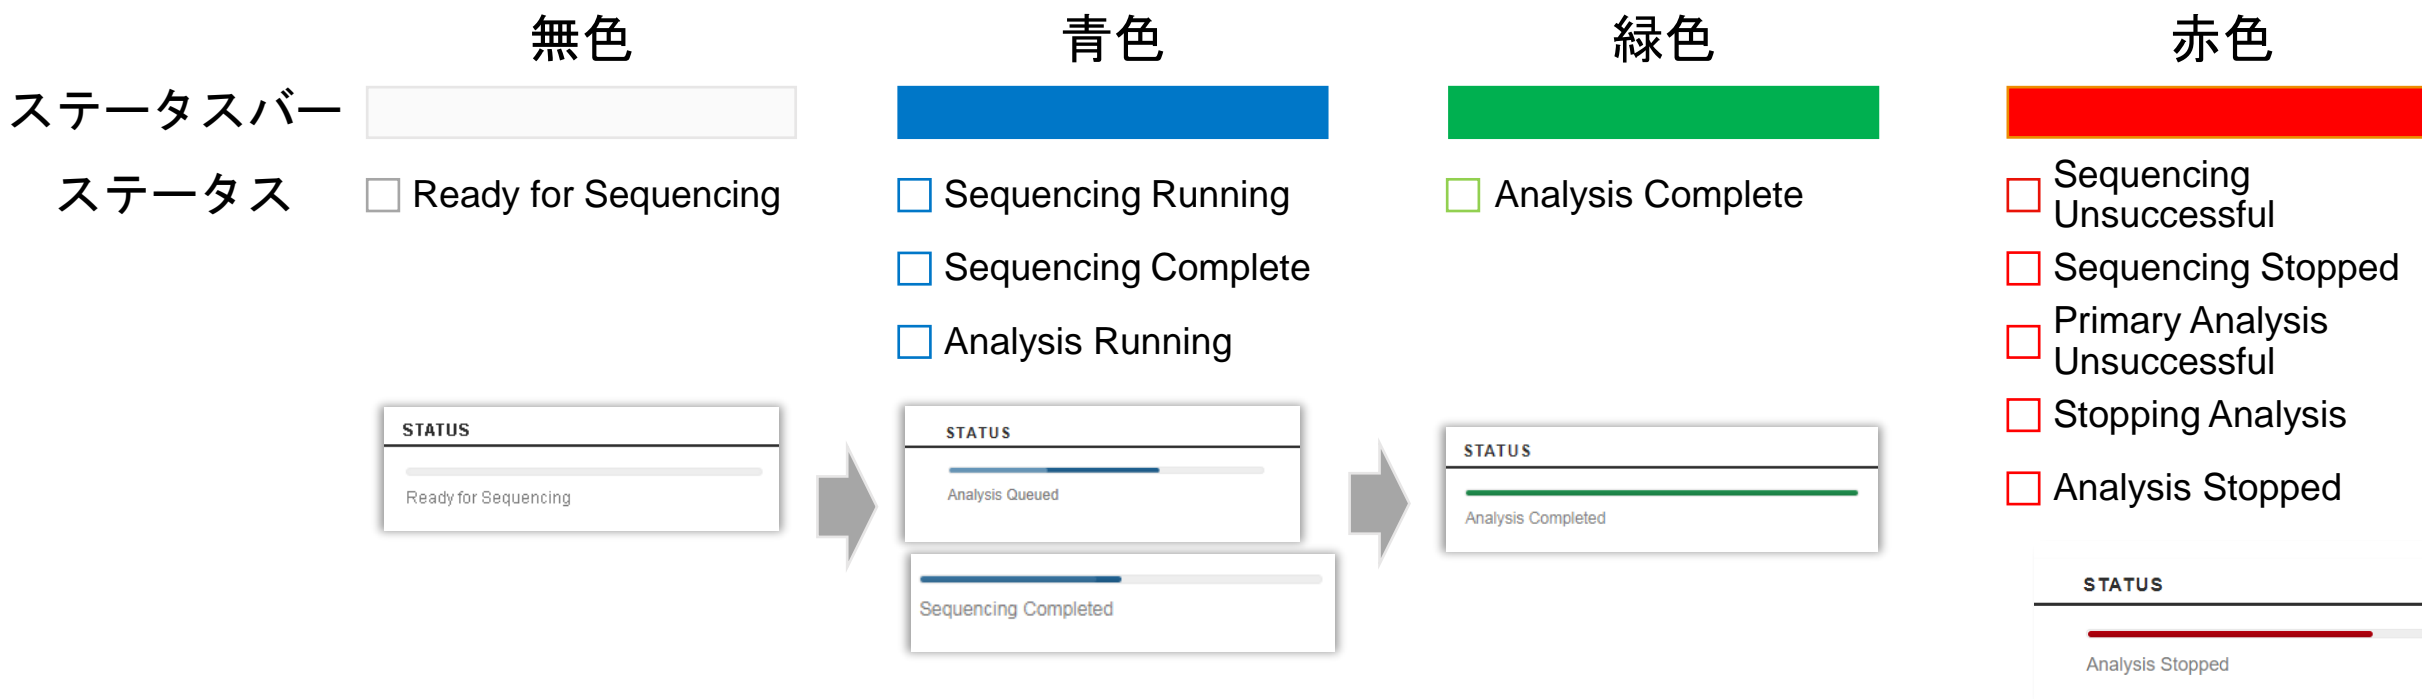 無色
青色
緑色
赤色
ステータスバー
ステータス
Ready for Sequencing
Sequencing Running
Sequencing Complete
Analysis Running
Analysis Complete
Sequencing
Unsuccessful
Sequencing Stopped
Primary Analysis
Unsuccessful
Stopping Analysis
Analysis Stopped
STATUS
Ready for Sequencing
STATUS
Analysis Queued
Sequencing Completed
STATUS
Analysis Completed
STATUS
Analysis Stopped